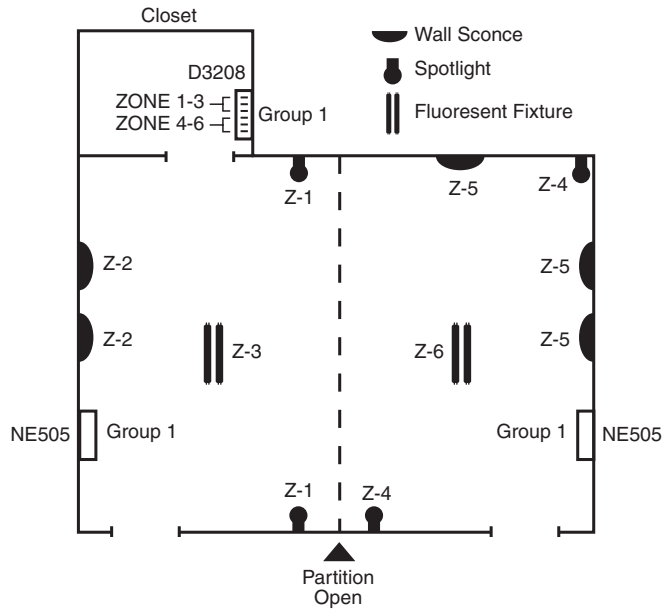 Closet
Wall Sconce
Spotlight
D3208
ZONE 1-3
ZONE 4-6
Group 1
Fluoresent Fixture
Z-1
Z-5
Z-4
Z-2
Z-5
Z-2
Z-3
Z-6
Z-5
NE505
Group 1
Group 1
NE505
Z-1
Z-4
Partition
Open